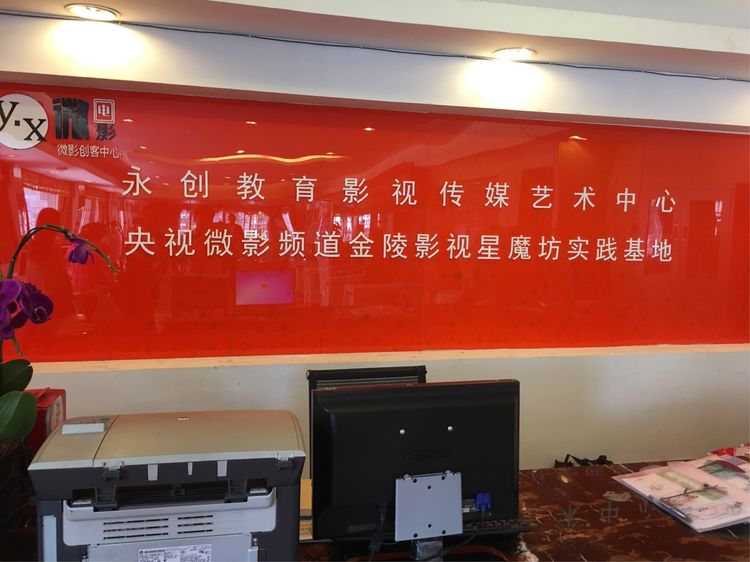 y.x
微
电
影
微影创客中心
永创教育影视传媒艺术中心
央视微影频道金陵影视星魔坊实践基地
ASUS